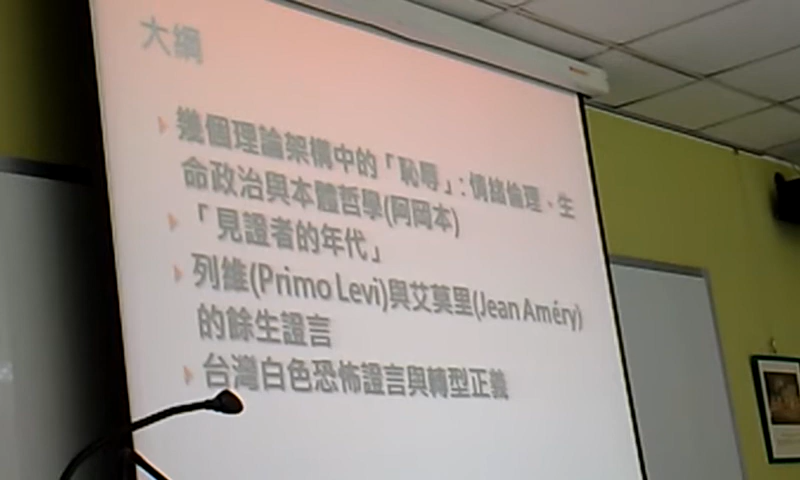 大綱
幾個理論架構中的「恥辱」: 情緒倫理、生
命政治與本體哲學(阿岡本)
「見證者的年代」
列維(Primo Levi)與艾莫里(Jean Améry)
的餘生證言
台灣白色恐怖證言與轉型正義